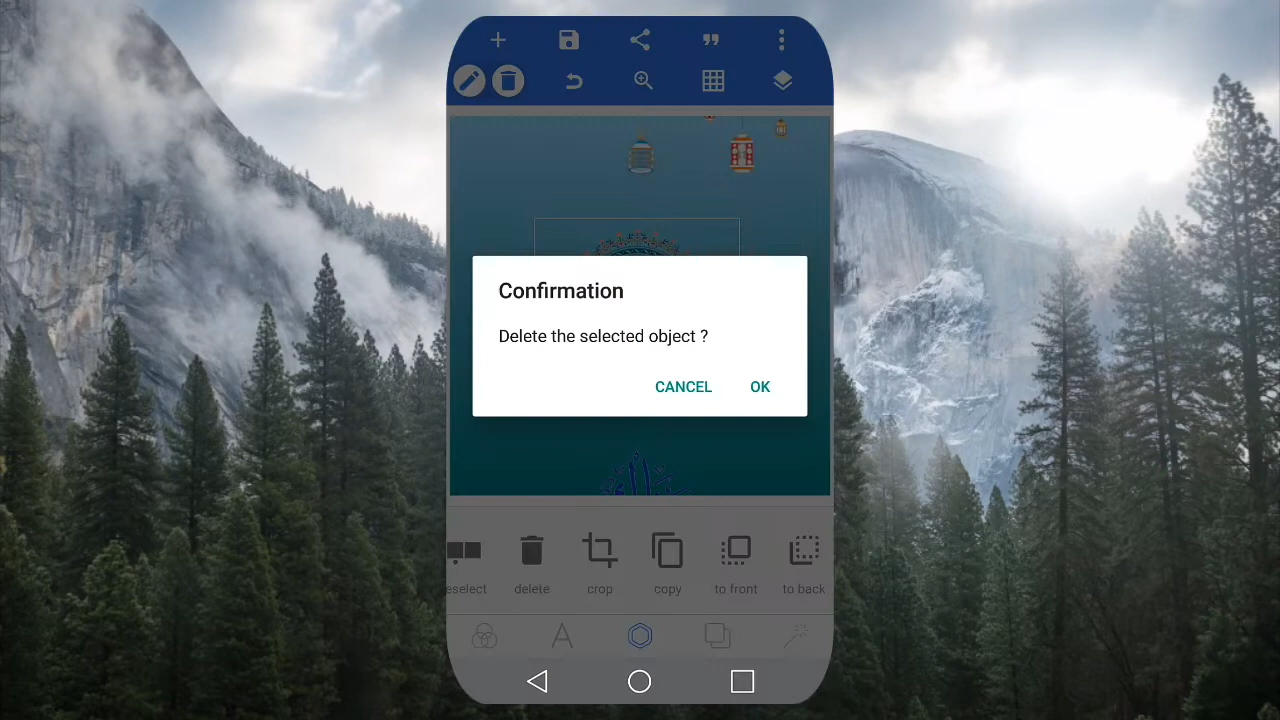 Confirmation
Delete the selected object ?
CANCEL OK
eselect delete crop copy to front to back